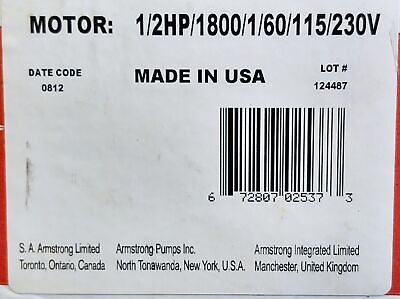 MOTOR: 1/2HP/1800/1/60/115/230V
DATE CODE MADE IN USA LOT #
0812 124487
6 72807 02537 3
S. A. Armstrong Limited Armstrong Pumps Inc. Armstrong Integrated Limited
Toronto, Ontario, Canada North Tonawanda, New York, U.S.A. Manchester, United Kingdom